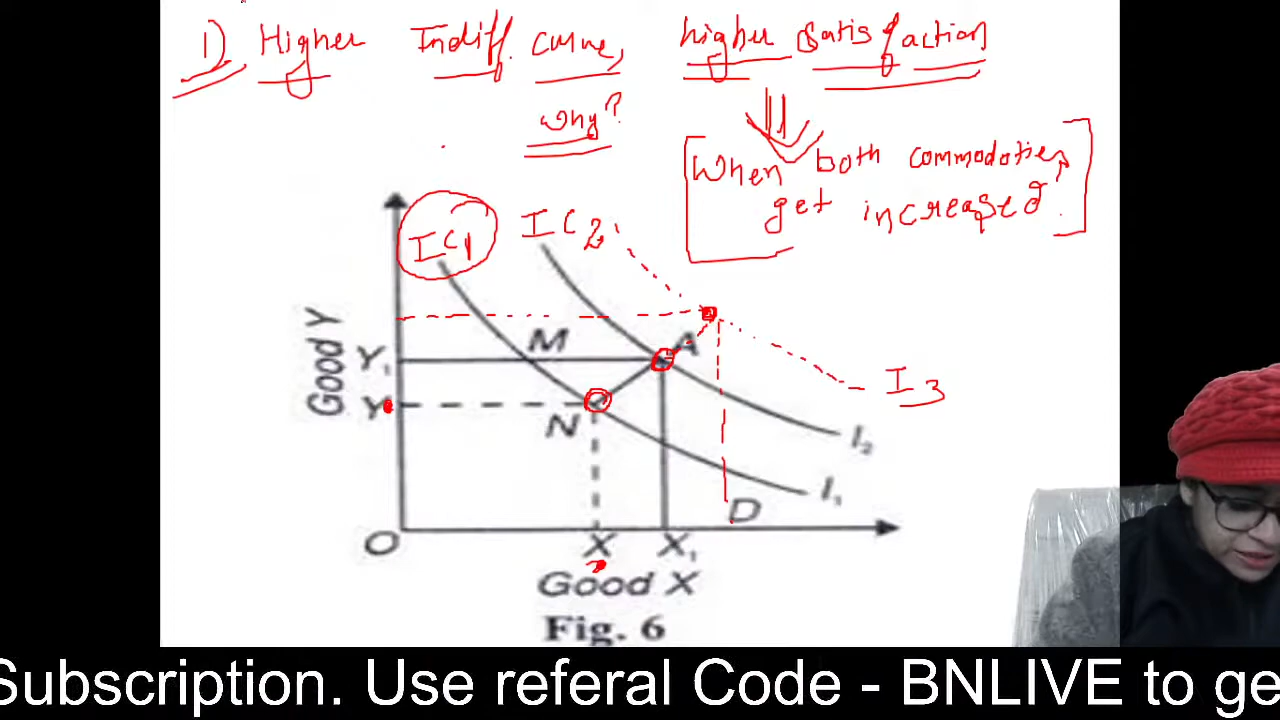 1) Higher Indiff. curve, higher satisfaction
why?
When both commodoties
get increased
IC1
IC2
Good Y
M
A
Y1
I3
Y
N
I2
I1
D
O
X
X1
Good X
Fig. 6
Subscription. Use referal Code - BNLIVE to ge